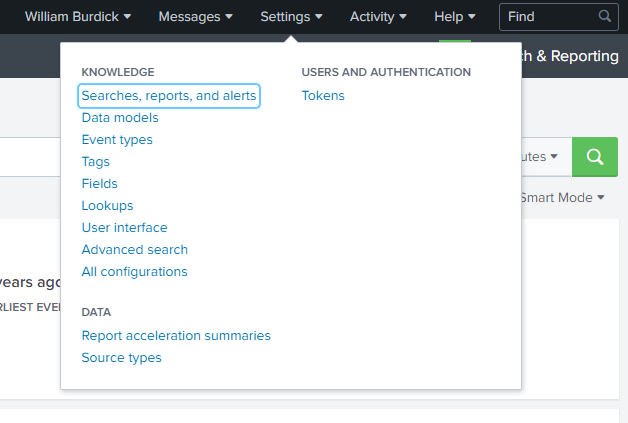 William Burdick Messages Settings Activity Help Find
h & Reporting
KNOWLEDGE
Searches, reports, and alerts
Data models
Event types
Tags
Fields
Lookups
User interface
Advanced search
All configurations
DATA
Report acceleration summaries
Source types
USERS AND AUTHENTICATION
Tokens
utes
Smart Mode
years ago
RLIEST EVE